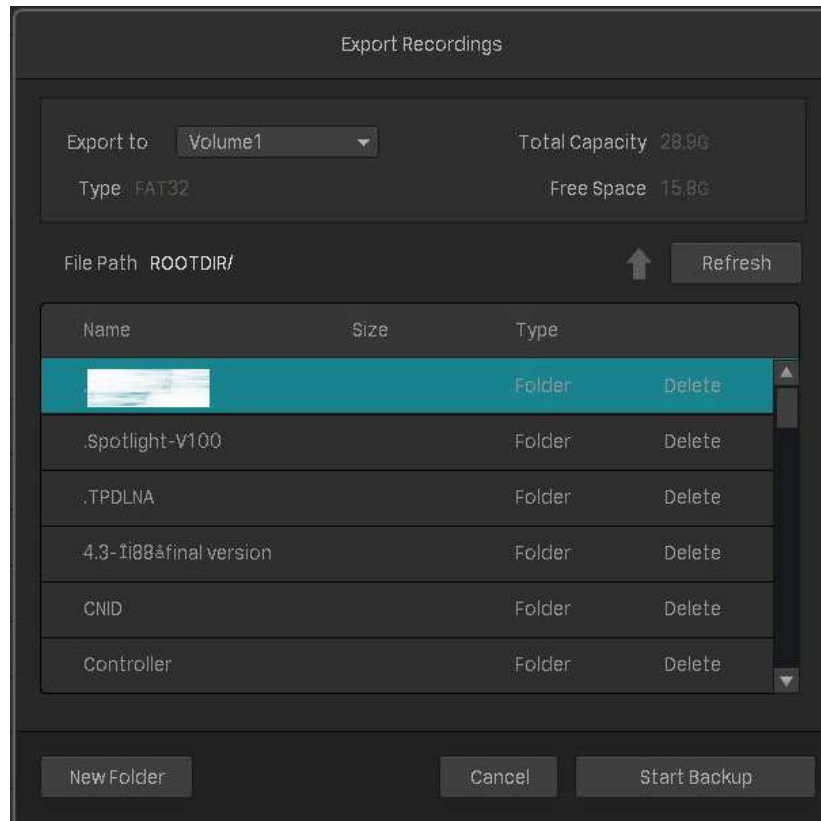 Export Recordings
Export to Volume1 Total Capacity 28.9G
Type FAT32 Free Space 15.8G
File Path ROOTDIR/ Refresh
Name Size Type
Folder Delete
.Spotlight-V100 Folder Delete
.TPDLNA Folder Delete
4.3-‡ÌÌ88åfinal version Folder Delete
CNID Folder Delete
Controller Folder Delete
New Folder Cancel Start Backup